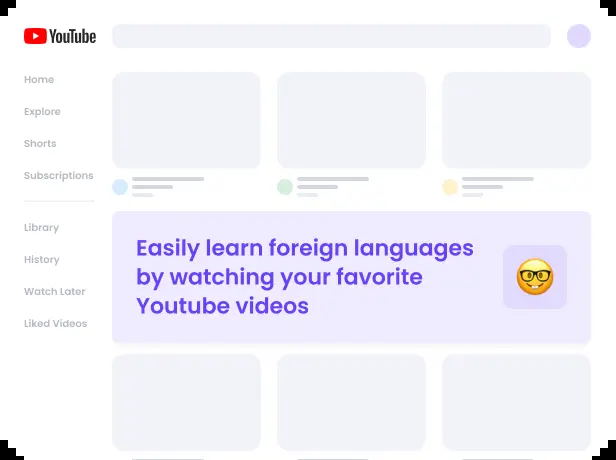 YouTube
Home
Explore
Shorts
Subscriptions
Library
History
Watch Later
Liked Videos
Easily learn foreign languages
by watching your favorite
Youtube videos